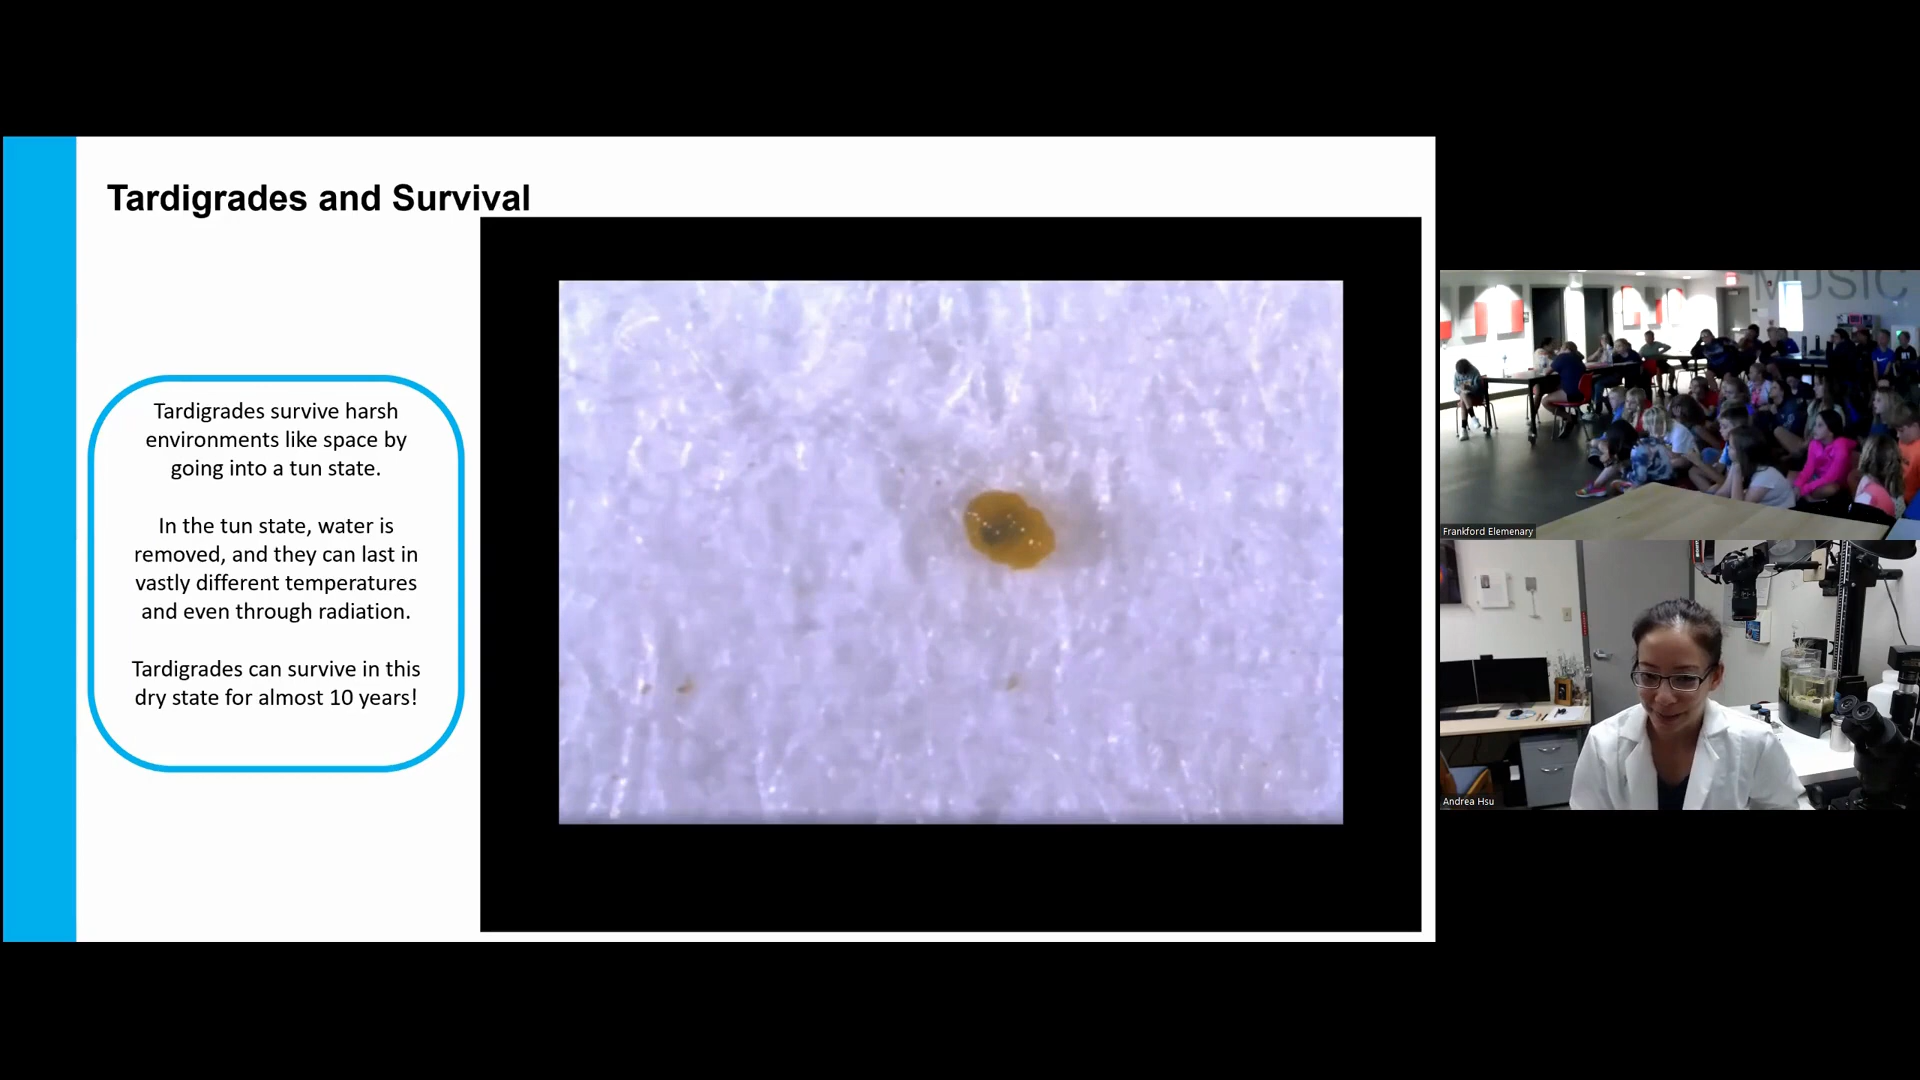 Tardigrades and Survival
Tardigrades survive harsh
environments like space by
going into a tun state.
In the tun state, water is
removed, and they can last in
vastly different temperatures
and even through radiation.
Tardigrades can survive in this
dry state for almost 10 years!
MUSIC
Frankford Elemenary
Andrea Hsu